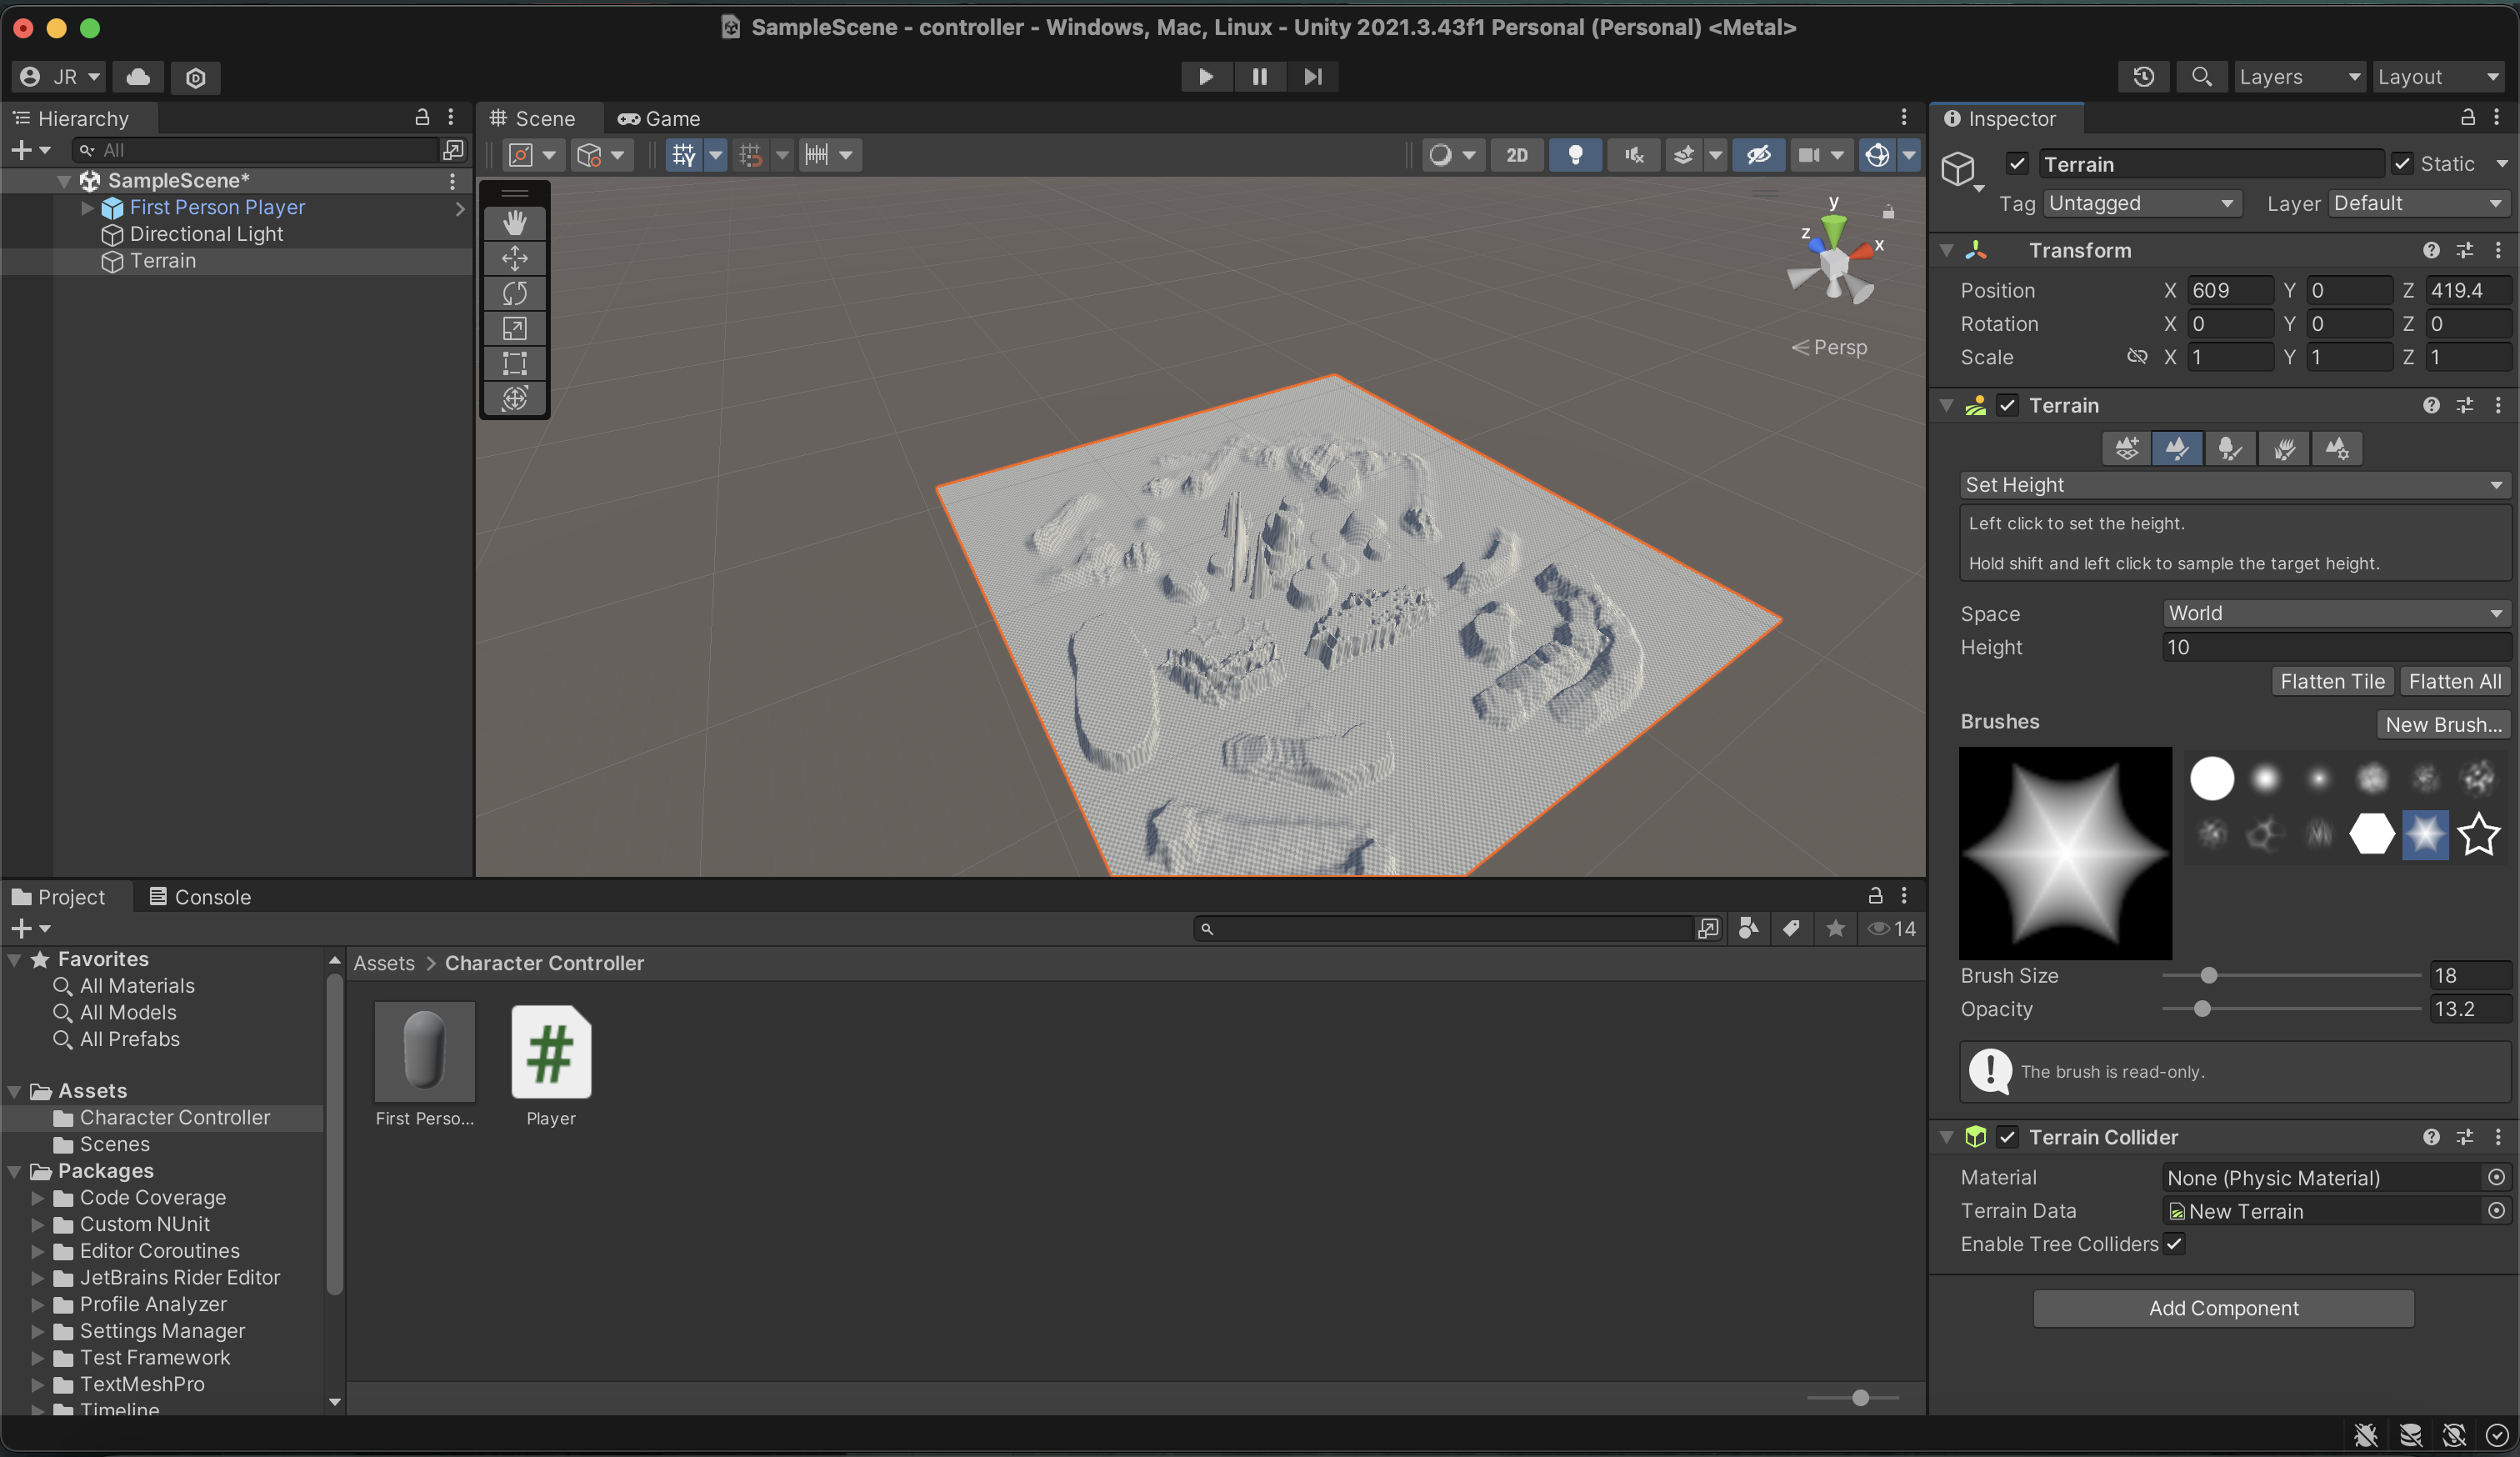 SampleScene - controller - Windows, Mac, Linux - Unity 2021.3.43f1 Personal (Personal) <Metal>
JR
Layers
Layout
Hierarchy
All
SampleScene*
First Person Player
Directional Light
Terrain
Scene
Game
2D
y
z
x
Persp
Inspector
Terrain
Static
Tag
Untagged
Layer
Default
Transform
Position X 609 Y 0 Z 419.4
Rotation X 0 Y 0 Z 0
Scale X 1 Y 1 Z 1
Terrain
Set Height
Left click to set the height.
Hold shift and left click to sample the target height.
Space World
Height 10
Flatten Tile Flatten All
Brushes
New Brush...
Brush Size 18
Opacity 13.2
The brush is read-only.
Terrain Collider
Material None (Physic Material)
Terrain Data New Terrain
Enable Tree Colliders
Add Component
Project
Console
14
Favorites
All Materials
All Models
All Prefabs
Assets
Character Controller
Scenes
Packages
Code Coverage
Custom NUnit
Editor Coroutines
JetBrains Rider Editor
Profile Analyzer
Settings Manager
Test Framework
TextMeshPro
Timeline
Assets > Character Controller
First Perso...
#
Player